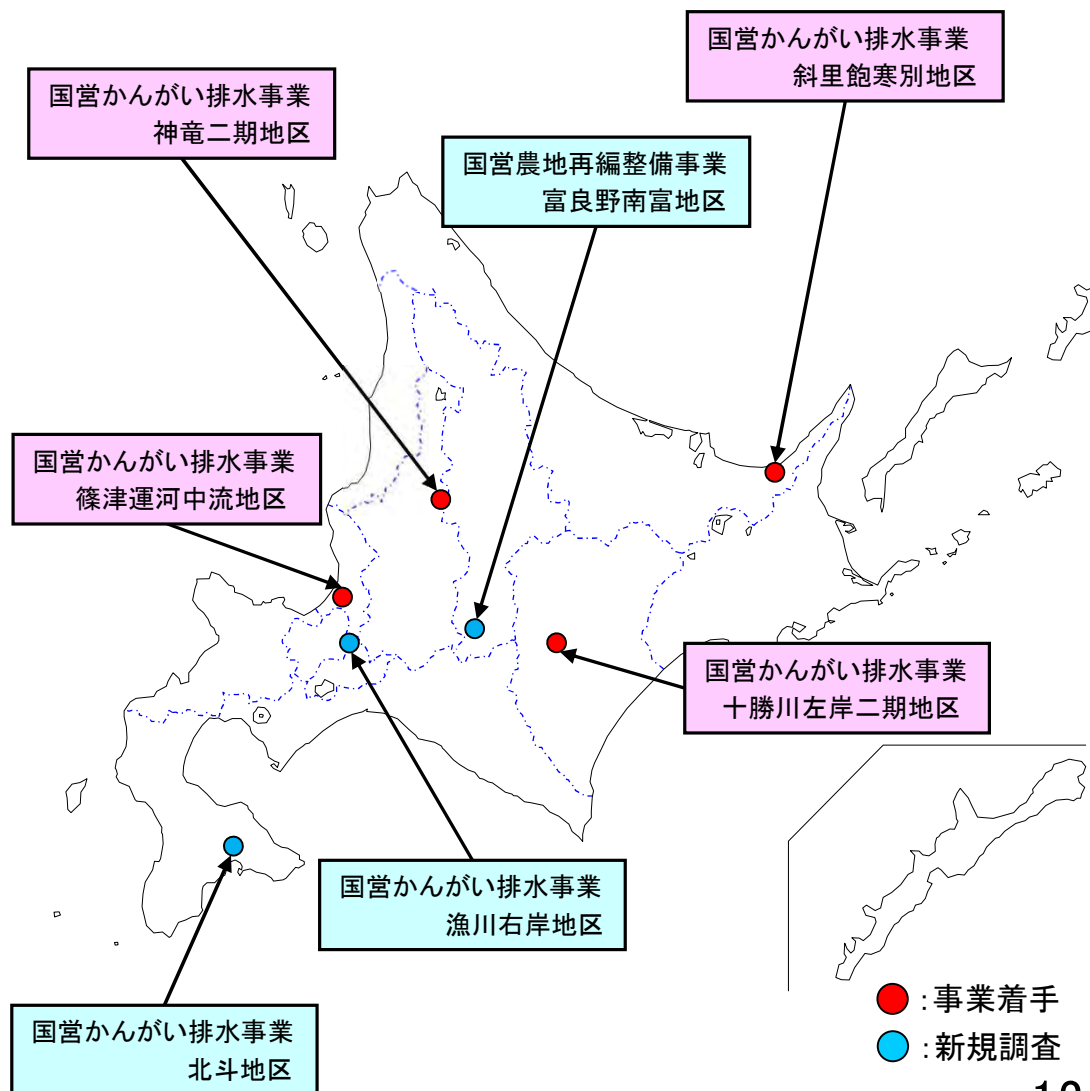 国営かんがい排水事業
斜里飽寒別地区
国営かんがい排水事業
神竜二期地区
国営農地再編整備事業
富良野南富地区
国営かんがい排水事業
篠津運河中流地区
国営かんがい排水事業
十勝川左岸二期地区
国営かんがい排水事業
漁川右岸地区
国営かんがい排水事業
北斗地区
:事業着手
:新規調査